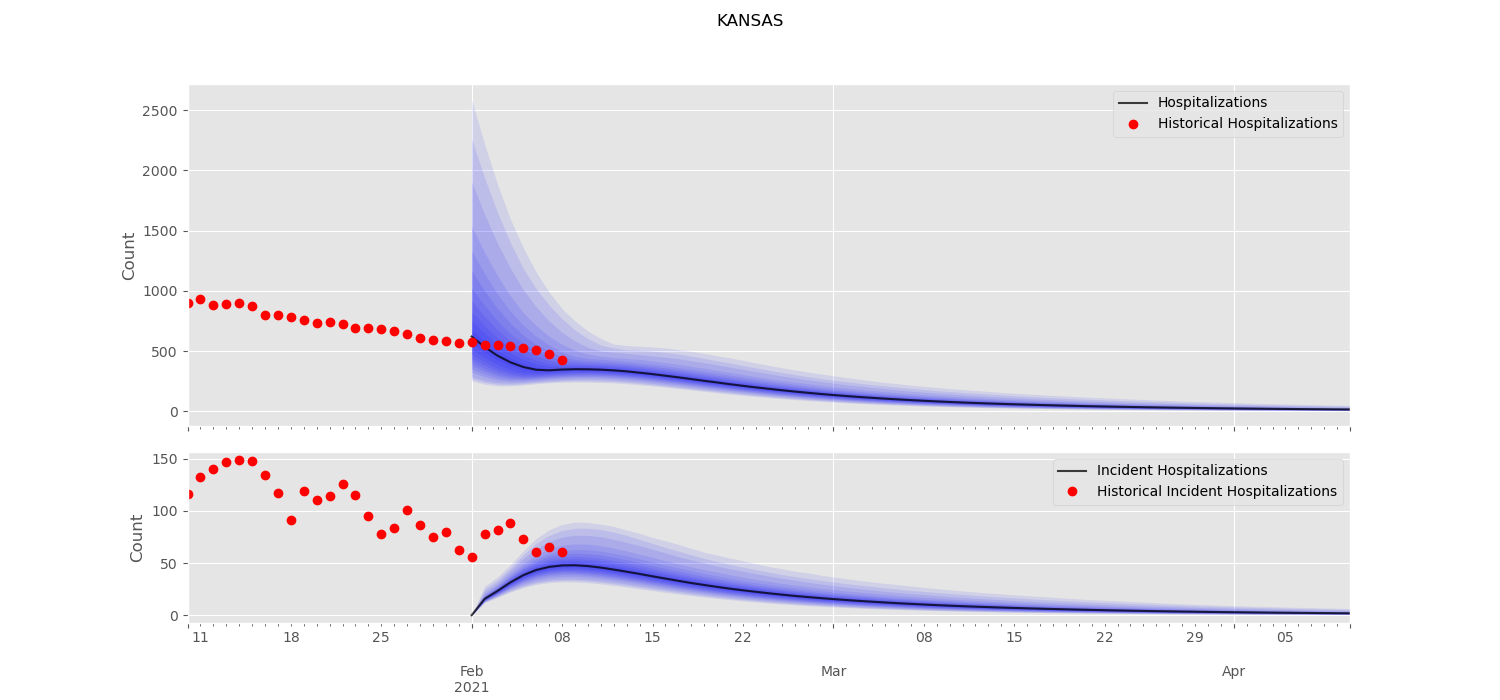 KANSAS
Hospitalizations
Historical Hospitalizations
2500
2000
1500
1000
500
0
Count
Incident Hospitalizations
Historical Incident Hospitalizations
150
100
50
0
Count
11 18 25 08 15 22 08 15 22 29 05
Feb Mar Apr
2021